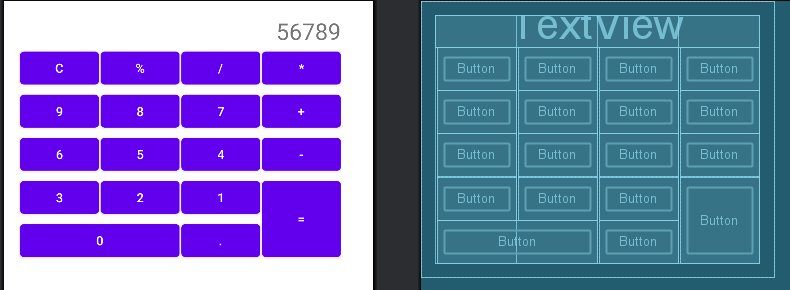 56789
C % / *
9 8 7 +
6 5 4 -
3 2 1
=
0 .
TextView
Button Button Button Button
Button Button Button Button
Button Button Button Button
Button Button Button
Button
Button Button